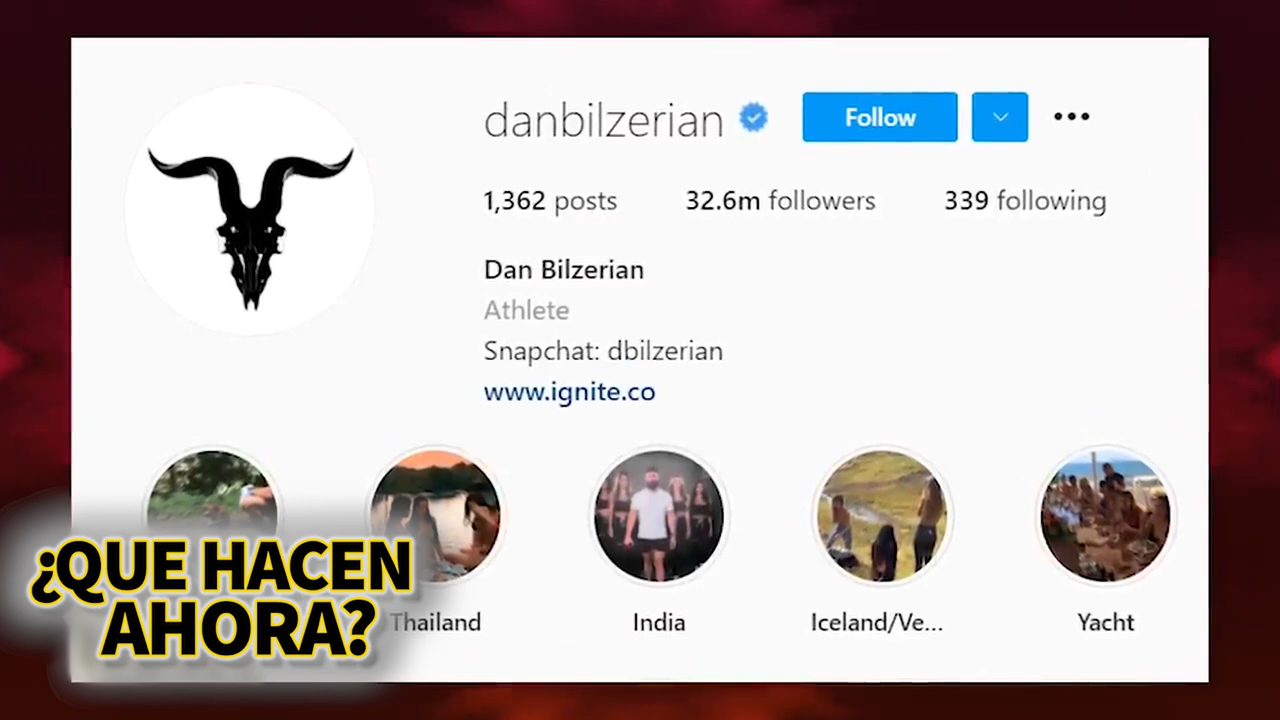 danbilzerian
Follow
1,362 posts 32.6m followers 339 following
Dan Bilzerian
Athlete
Snapchat: dbilzerian
www.ignite.co
Thailand
India
Iceland/Ve...
Yacht
¿QUE HACEN
AHORA?